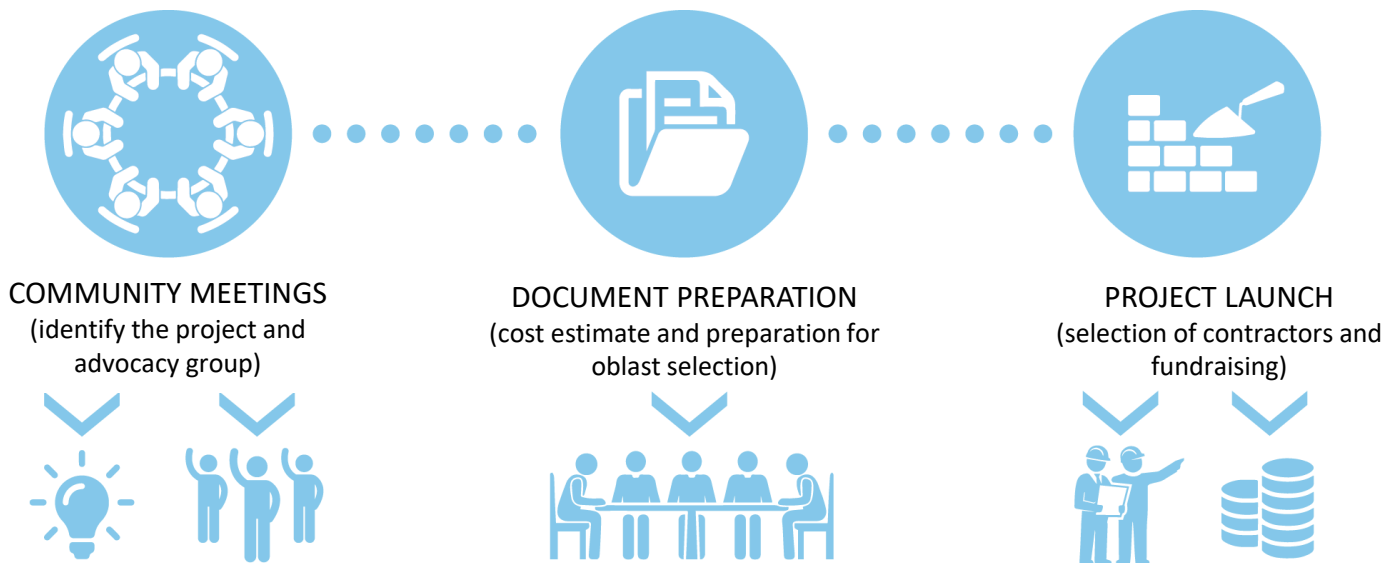 COMMUNITY MEETINGS
(identify the project and
advocacy group)
DOCUMENT PREPARATION
(cost estimate and preparation for
oblast selection)
PROJECT LAUNCH
(selection of contractors and
fundraising)